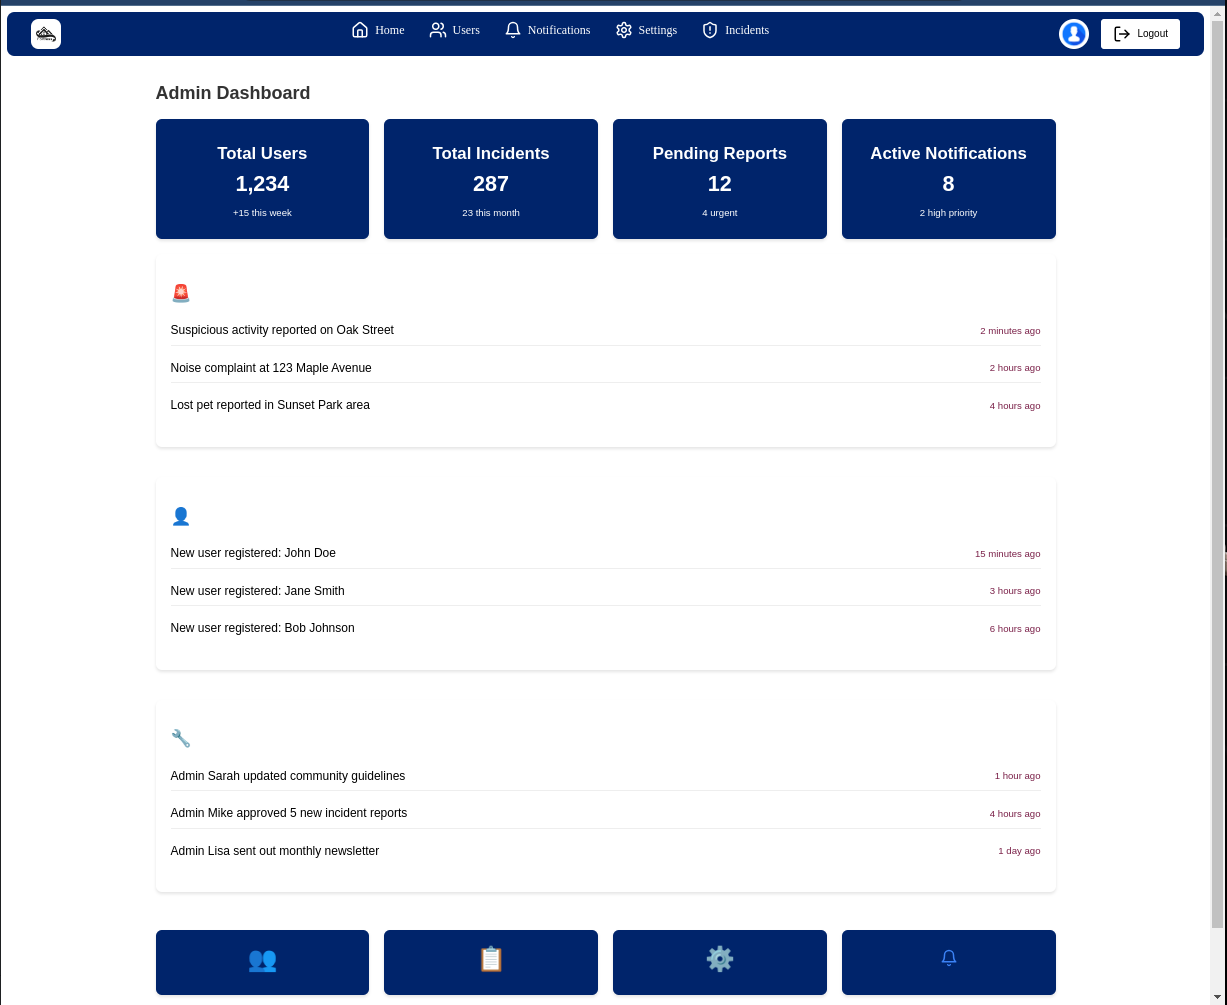 Home Users Notifications Settings Incidents Logout
Admin Dashboard
Total Users
1,234
+15 this week
Total Incidents
287
23 this month
Pending Reports
12
4 urgent
Active Notifications
8
2 high priority
Suspicious activity reported on Oak Street 2 minutes ago
Noise complaint at 123 Maple Avenue 2 hours ago
Lost pet reported in Sunset Park area 4 hours ago
New user registered: John Doe 15 minutes ago
New user registered: Jane Smith 3 hours ago
New user registered: Bob Johnson 6 hours ago
Admin Sarah updated community guidelines 1 hour ago
Admin Mike approved 5 new incident reports 4 hours ago
Admin Lisa sent out monthly newsletter 1 day ago